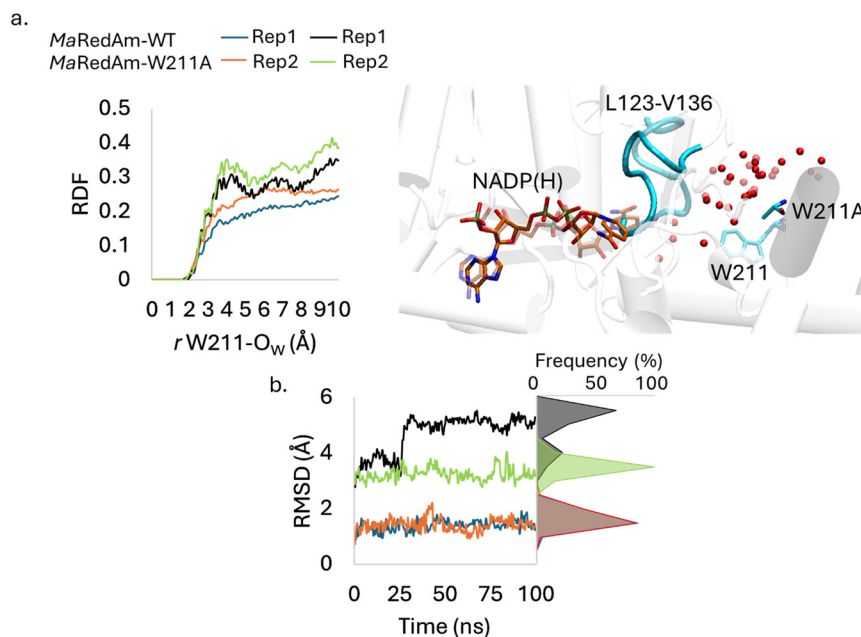 a.
MaRedAm-WT Rep1 Rep1
MaRedAm-W211A Rep2 Rep2
0.5
0.4
0.3
0.2
0.1
0
RDF
0 1 2 3 4 5 6 7 8 9 10
r W211-OW (Å)
L123-V136
NADP(H)
W211A
W211
b.
Frequency (%)
0 50 100
6
4
2
0
RMSD (Å)
0 25 50 75 100
Time (ns)